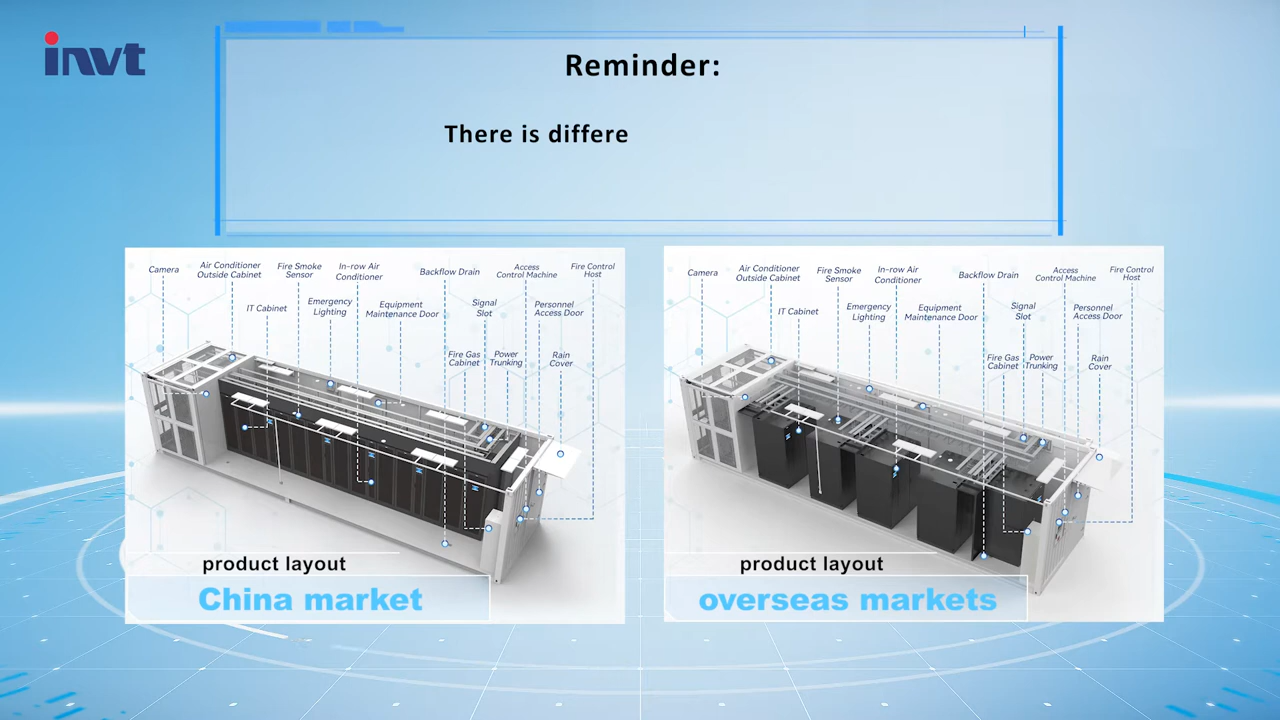 invt
Reminder:
There is differe
Camera
Air Conditioner
Outside Cabinet
Fire Smoke
Sensor
In-row Air
Conditioner
Backflow Drain
Access
Control Machine
Fire Control
Host
IT Cabinet
Emergency
Lighting
Equipment
Maintenance Door
Signal
Slot
Personnel
Access Door
Fire Gas
Cabinet
Power
Trunking
Rain
Cover
product layout
China market
Camera
Air Conditioner
Outside Cabinet
Fire Smoke
Sensor
In-row Air
Conditioner
Backflow Drain
Access
Control Machine
Fire Control
Host
IT Cabinet
Emergency
Lighting
Equipment
Maintenance Door
Signal
Slot
Personnel
Access Door
Fire Gas
Cabinet
Power
Trunking
Rain
Cover
product layout
overseas markets